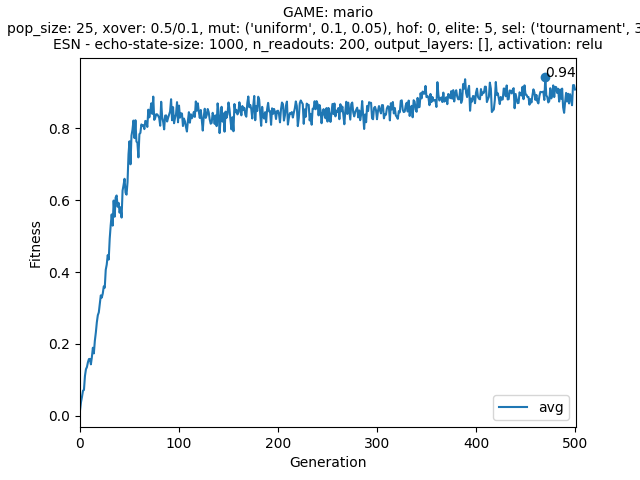 GAME: mario
pop_size: 25, xover: 0.5/0.1, mut: ('uniform', 0.1, 0.05), hof: 0, elite: 5, sel: ('tournament', 3
ESN - echo-state-size: 1000, n_readouts: 200, output_layers: [], activation: relu
0.94
0.8
0.6
Fitness
0.4
0.2
0.0
avg
0 100 200 300 400 500
Generation